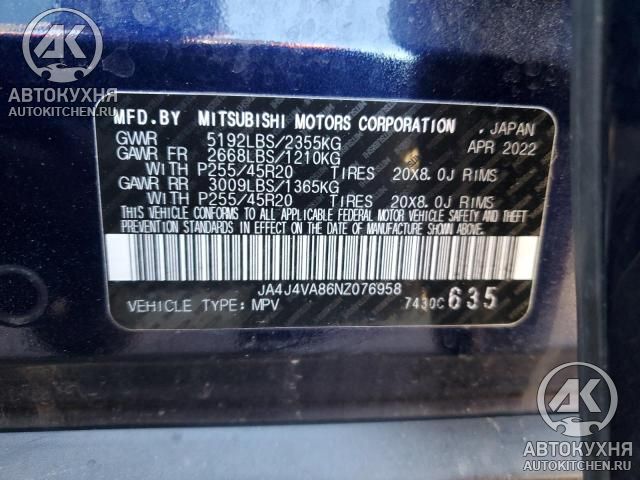 АК
АВТОКУХНЯ
AUTOKITCHEN.RU
MFD.BY MITSUBISHI MOTORS CORPORATION , JAPAN
GVWR 5192LBS/2355KG APR 2022
GAWR FR 2668LBS/1210KG
WITH P255/45R20 TIRES 20X8.0J RIMS
GAWR RR 3009LBS/1365KG
WITH P255/45R20 TIRES 20X8.0J RIMS
THIS VEHICLE CONFORMS TO ALL APPLICABLE FEDERAL MOTOR VEHICLE SAFETY AND THEFT
PREVENTION STANDARDS IN EFFECT ON THE DATE OF MANUFACTURE SHOWN ABOVE.
JA4J4VA86NZ076958
VEHICLE TYPE: MPV 7430C 635
АК
АВТОКУХНЯ
AUTOKITCHEN.RU